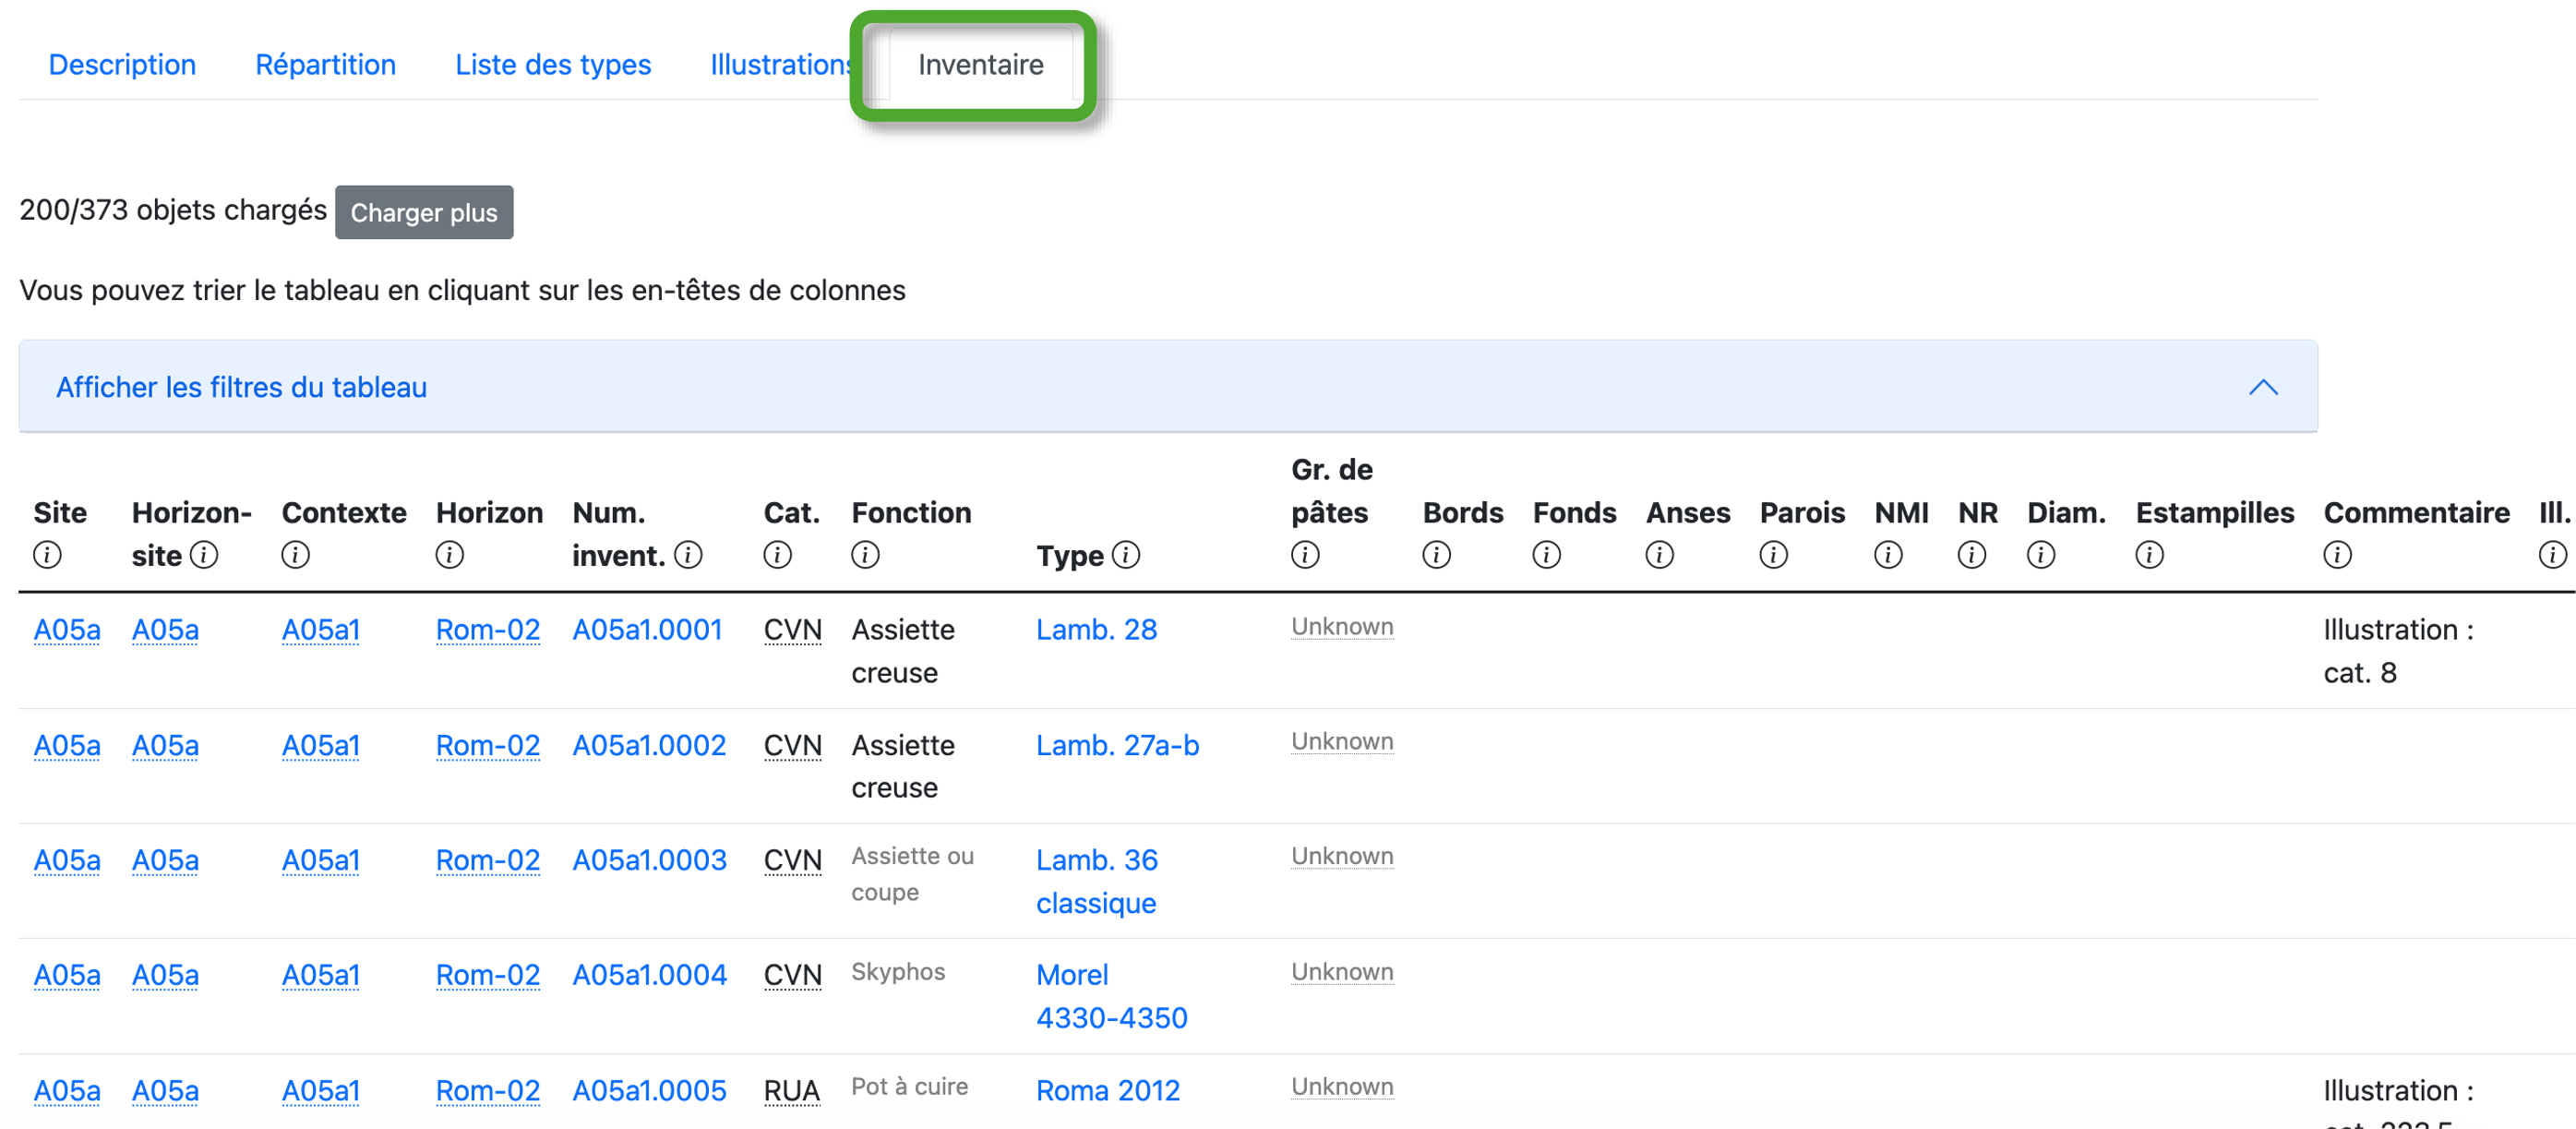 Description Répartition Liste des types Illustrations Inventaire
200/373 objets chargés Charger plus
Vous pouvez trier le tableau en cliquant sur les en-têtes de colonnes
Afficher les filtres du tableau
Site Horizon-site Contexte Horizon Num. invent. Cat. Fonction Type Gr. de pâtes Bords Fonds Anses Parois NMI NR Diam. Estampilles Commentaire Ill.
A05a A05a A05a1 Rom-02 A05a1.0001 CVN Assiette creuse Lamb. 28 Unknown Illustration : cat. 8
A05a A05a A05a1 Rom-02 A05a1.0002 CVN Assiette creuse Lamb. 27a-b Unknown
A05a A05a A05a1 Rom-02 A05a1.0003 CVN Assiette ou coupe Lamb. 36 classique Unknown
A05a A05a A05a1 Rom-02 A05a1.0004 CVN Skyphos Morel 4330-4350 Unknown
A05a A05a A05a1 Rom-02 A05a1.0005 RUA Pot à cuire Roma 2012 Unknown Illustration :